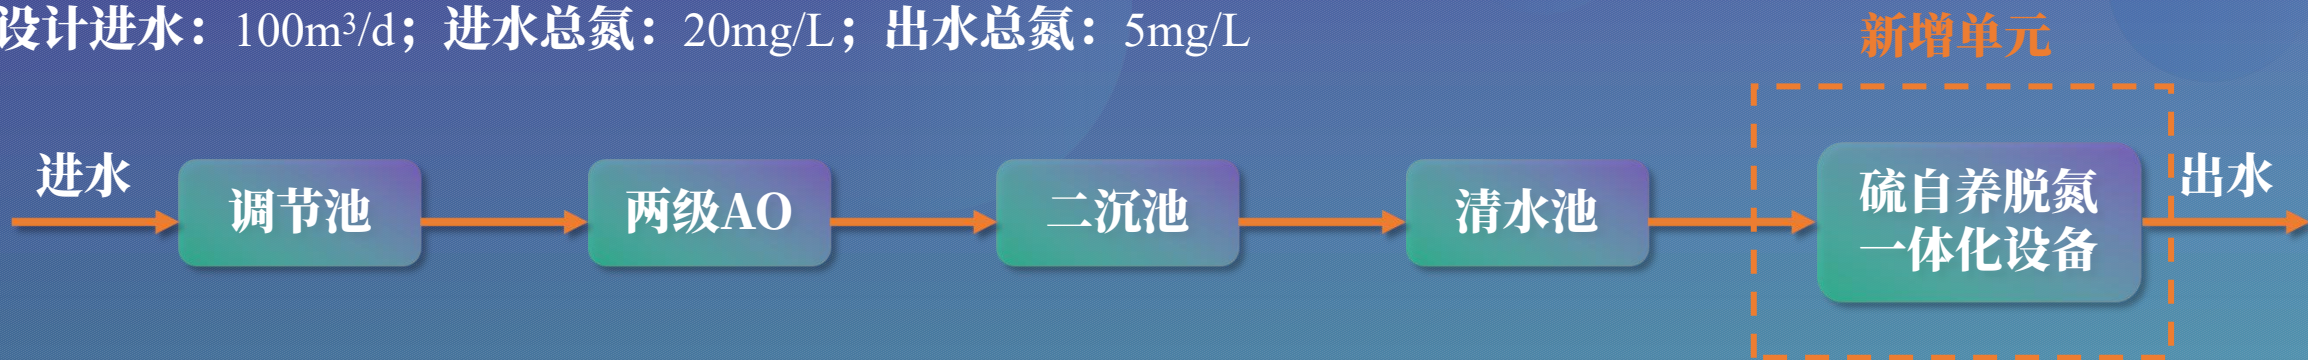 设计进水：100m³/d；进水总氮：20mg/L；出水总氮：5mg/L
新增单元
进水
调节池
两级AO
二沉池
清水池
硫自养脱氮
一体化设备
出水